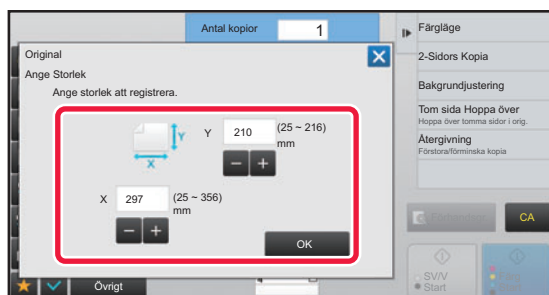 Antal kopior 1
Original
Ange Storlek
Ange storlek att registrera.
Y
X
Y 210 (25 ~ 216)
mm
X 297 (25 ~ 356)
mm
OK
Övrigt
Färgläge
2-Sidors Kopia
Bakgrundjustering
Tom sida Hoppa över
Hoppa över tomma sidor i orig.
Återgivning
Förstora/förminska kopia
CA
SV/V
Start